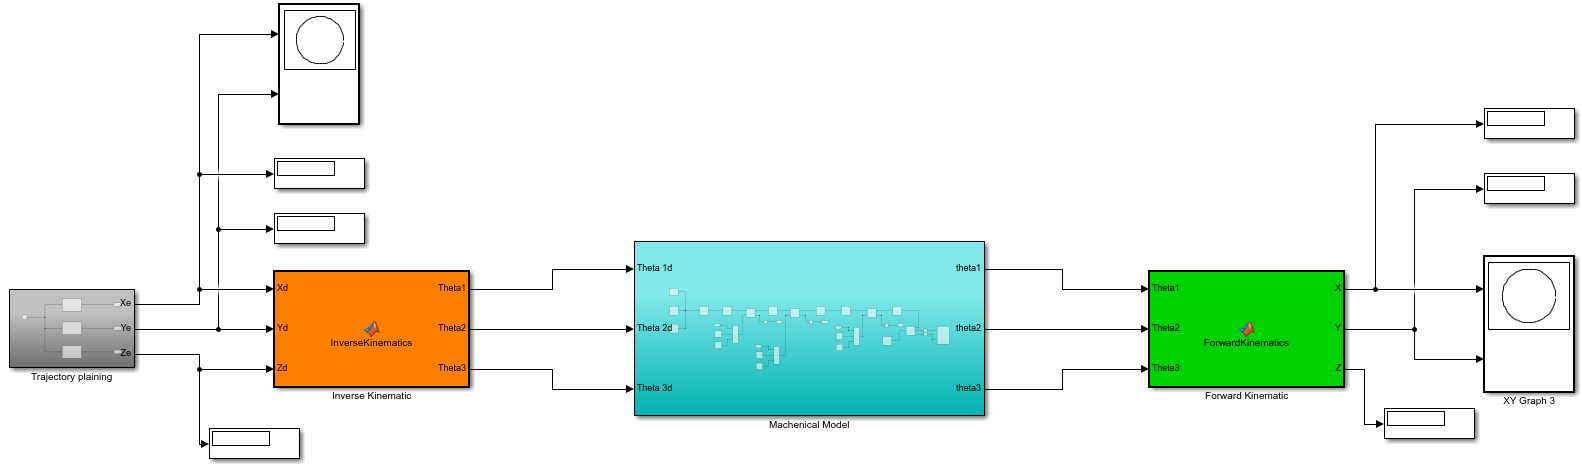 Xe
Ye
Ze
Trajectory plaining
Xd
Yd
Zd
InverseKinematics
Theta1
Theta2
Theta3
Inverse Kinematic
Theta 1d
Theta 2d
Theta 3d
theta1
theta2
theta3
Machenical Model
Theta1
Theta2
Theta3
ForwardKinematics
X
Y
Z
Forward Kinematic
XY Graph 3